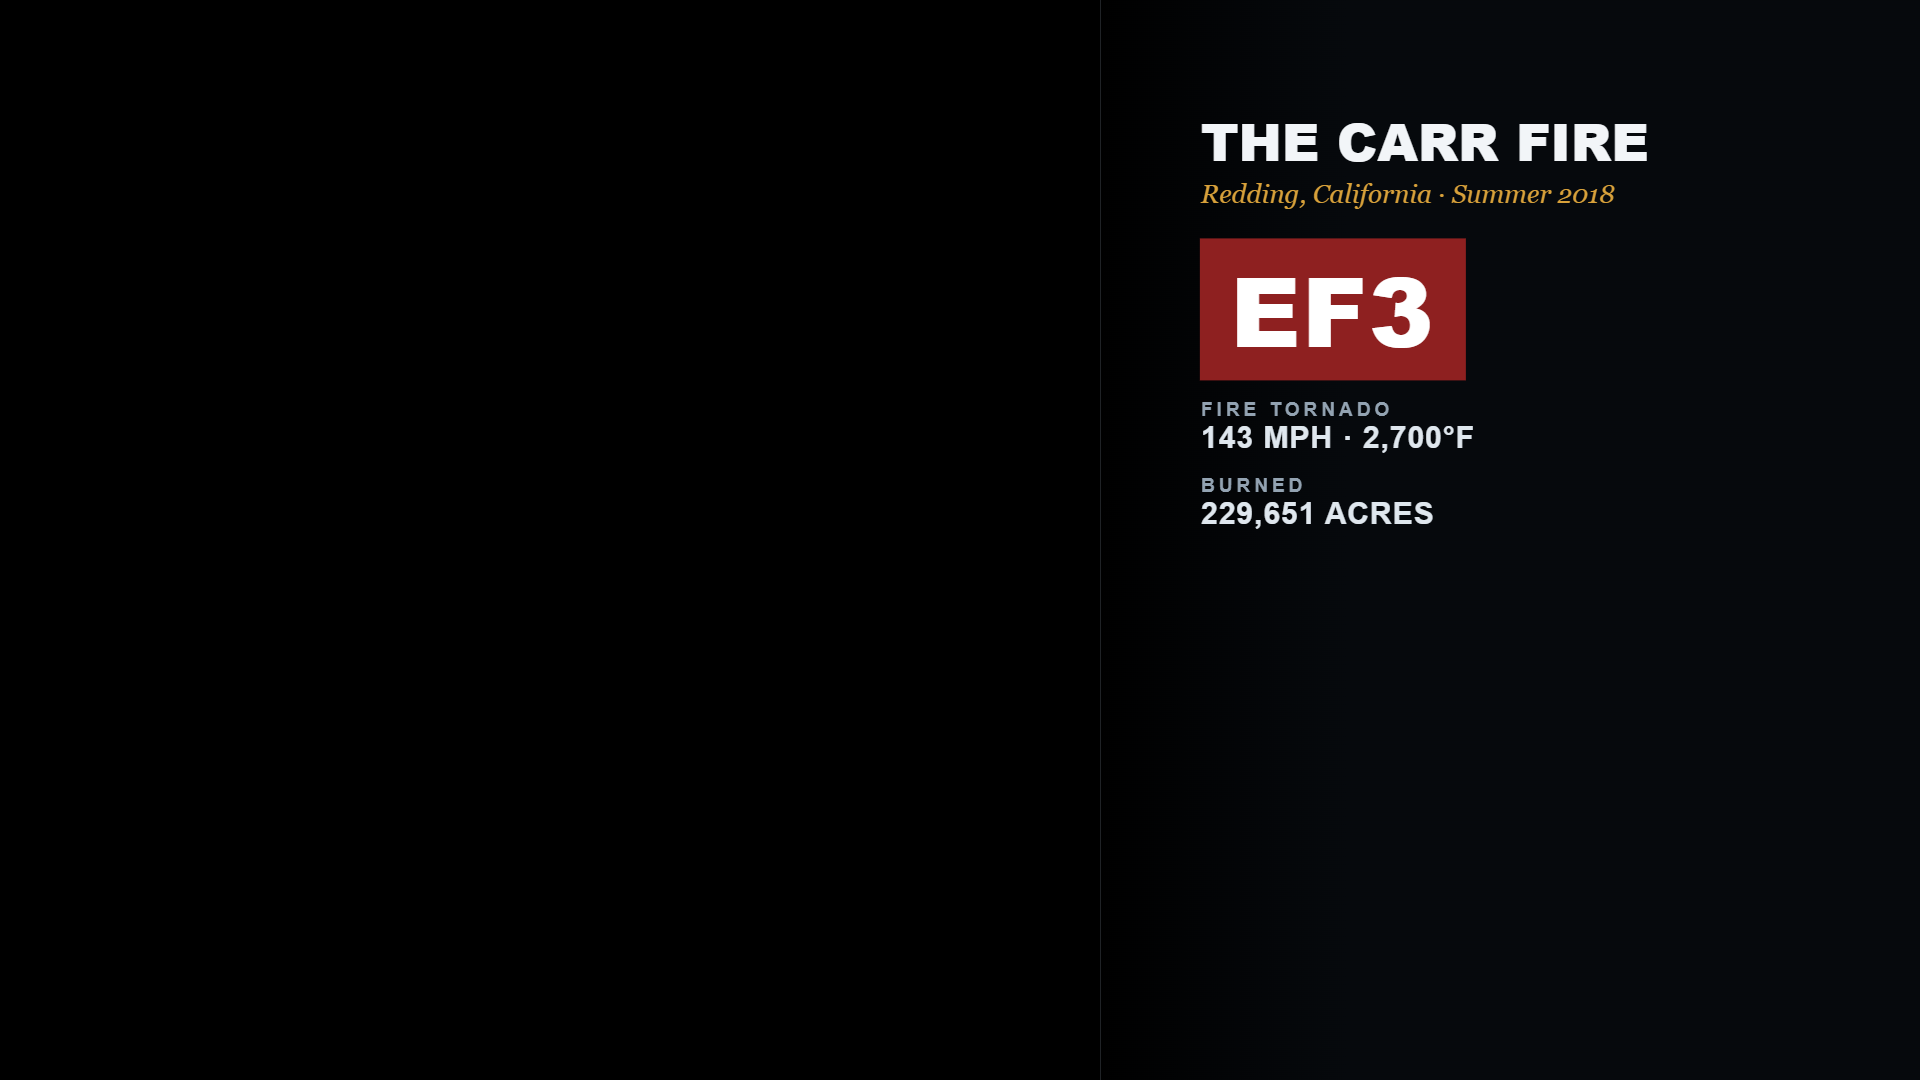 THE CARR FIRE
Redding, California · Summer 2018
EF3
FIRE TORNADO
143 MPH · 2,700°F
BURNED
229,651 ACRES